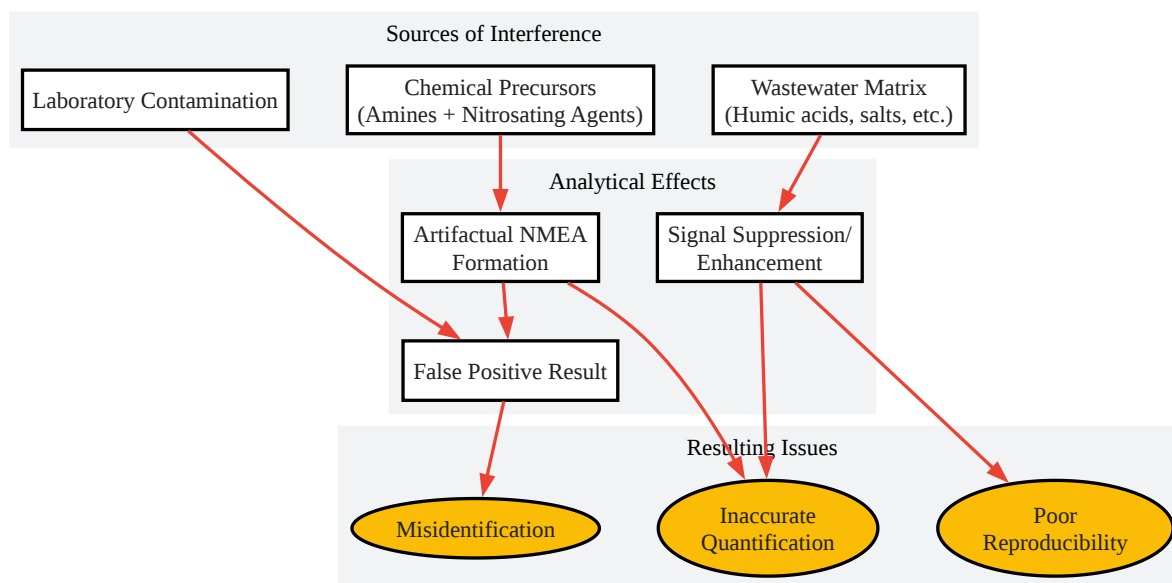 Sources of Interference
Laboratory Contamination
Chemical Precursors
(Amines + Nitrosating Agents)
Wastewater Matrix
(Humic acids, salts, etc.)
Analytical Effects
Artifactual NMEA
Formation
Signal Suppression/
Enhancement
False Positive Result
Resulting Issues
Misidentification
Inaccurate
Quantification
Poor
Reproducibility